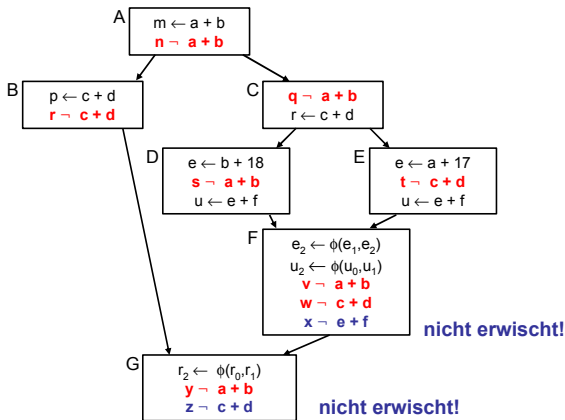 A
m ← a + b
n ¬ a + b
B
p ← c + d
r ¬ c + d
C
q ¬ a + b
r ← c + d
D
e ← b + 18
s ¬ a + b
u ← e + f
E
e ← a + 17
t ¬ c + d
u ← e + f
F
e₂ ← ϕ(e₁,e₂)
u₂ ← ϕ(u₀,u₁)
v ¬ a + b
w ¬ c + d
x ¬ e + f
nicht erwischt!
G
r₂ ← ϕ(r₀,r₁)
y ¬ a + b
z ¬ c + d
nicht erwischt!